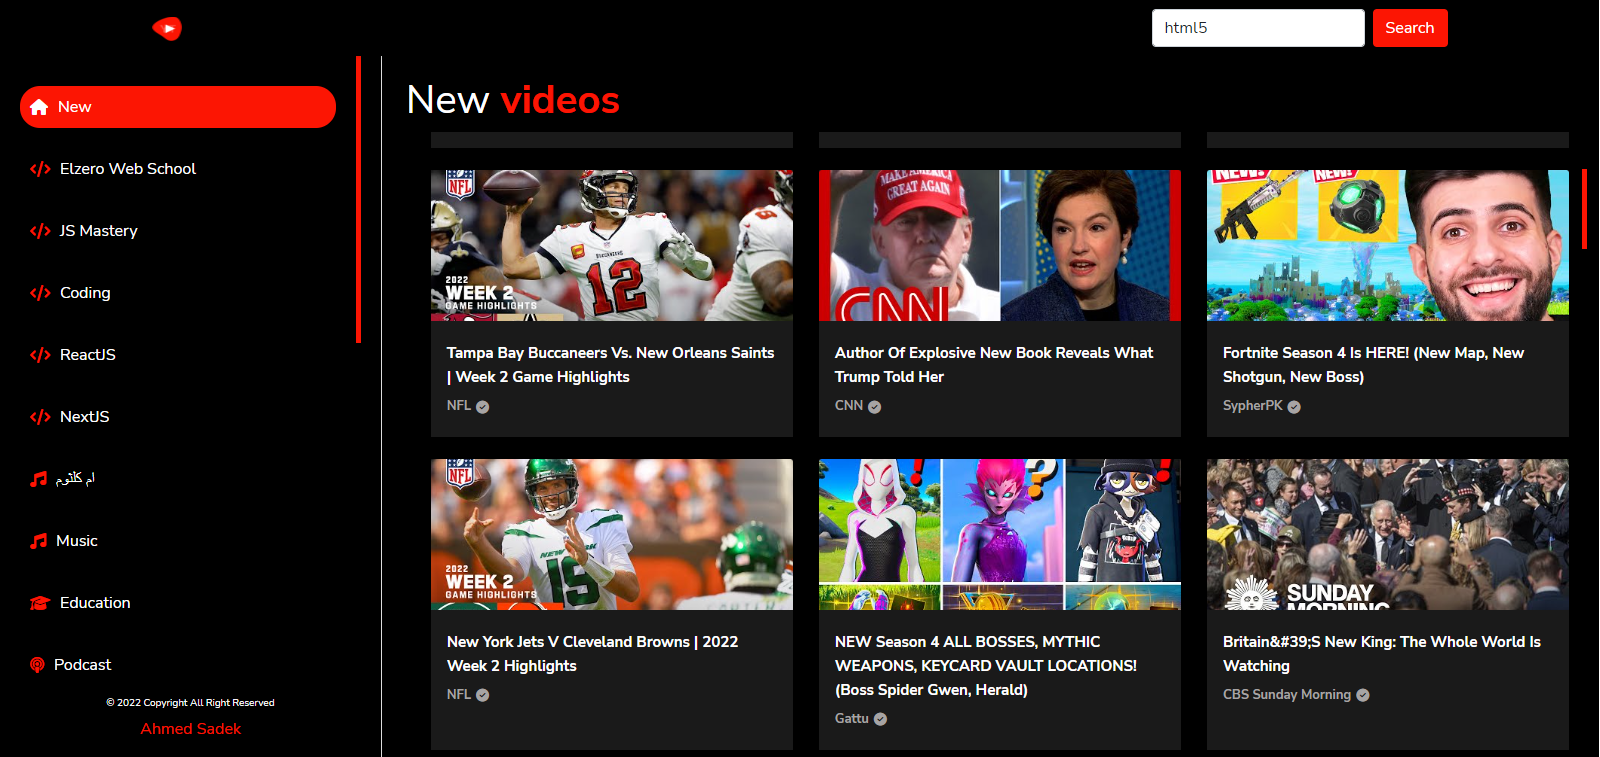 html5
Search
New
Elzero Web School
JS Mastery
Coding
ReactJS
NextJS
ام كلثوم
Music
Education
Podcast
© 2022 Copyright All Right Reserved
Ahmed Sadek
New videos
NFL
BUCCANEERS
12
2022
WEEK 2
GAME HIGHLIGHTS
Tampa Bay Buccaneers Vs. New Orleans Saints
| Week 2 Game Highlights
NFL
MAKE AMERICA
GREAT AGAIN
CNN
Author Of Explosive New Book Reveals What
Trump Told Her
CNN
NEW!
NEW!
Fortnite Season 4 Is HERE! (New Map, New
Shotgun, New Boss)
SypherPK
NFL
NEW YORK
2022
WEEK 2
GAME HIGHLIGHTS
New York Jets V Cleveland Browns | 2022
Week 2 Highlights
NFL
!
?
!
NEW Season 4 ALL BOSSES, MYTHIC
WEAPONS, KEYCARD VAULT LOCATIONS!
(Boss Spider Gwen, Herald)
Gattu
SUNDAY
MORNING
Britain&#39;S New King: The Whole World Is
Watching
CBS Sunday Morning